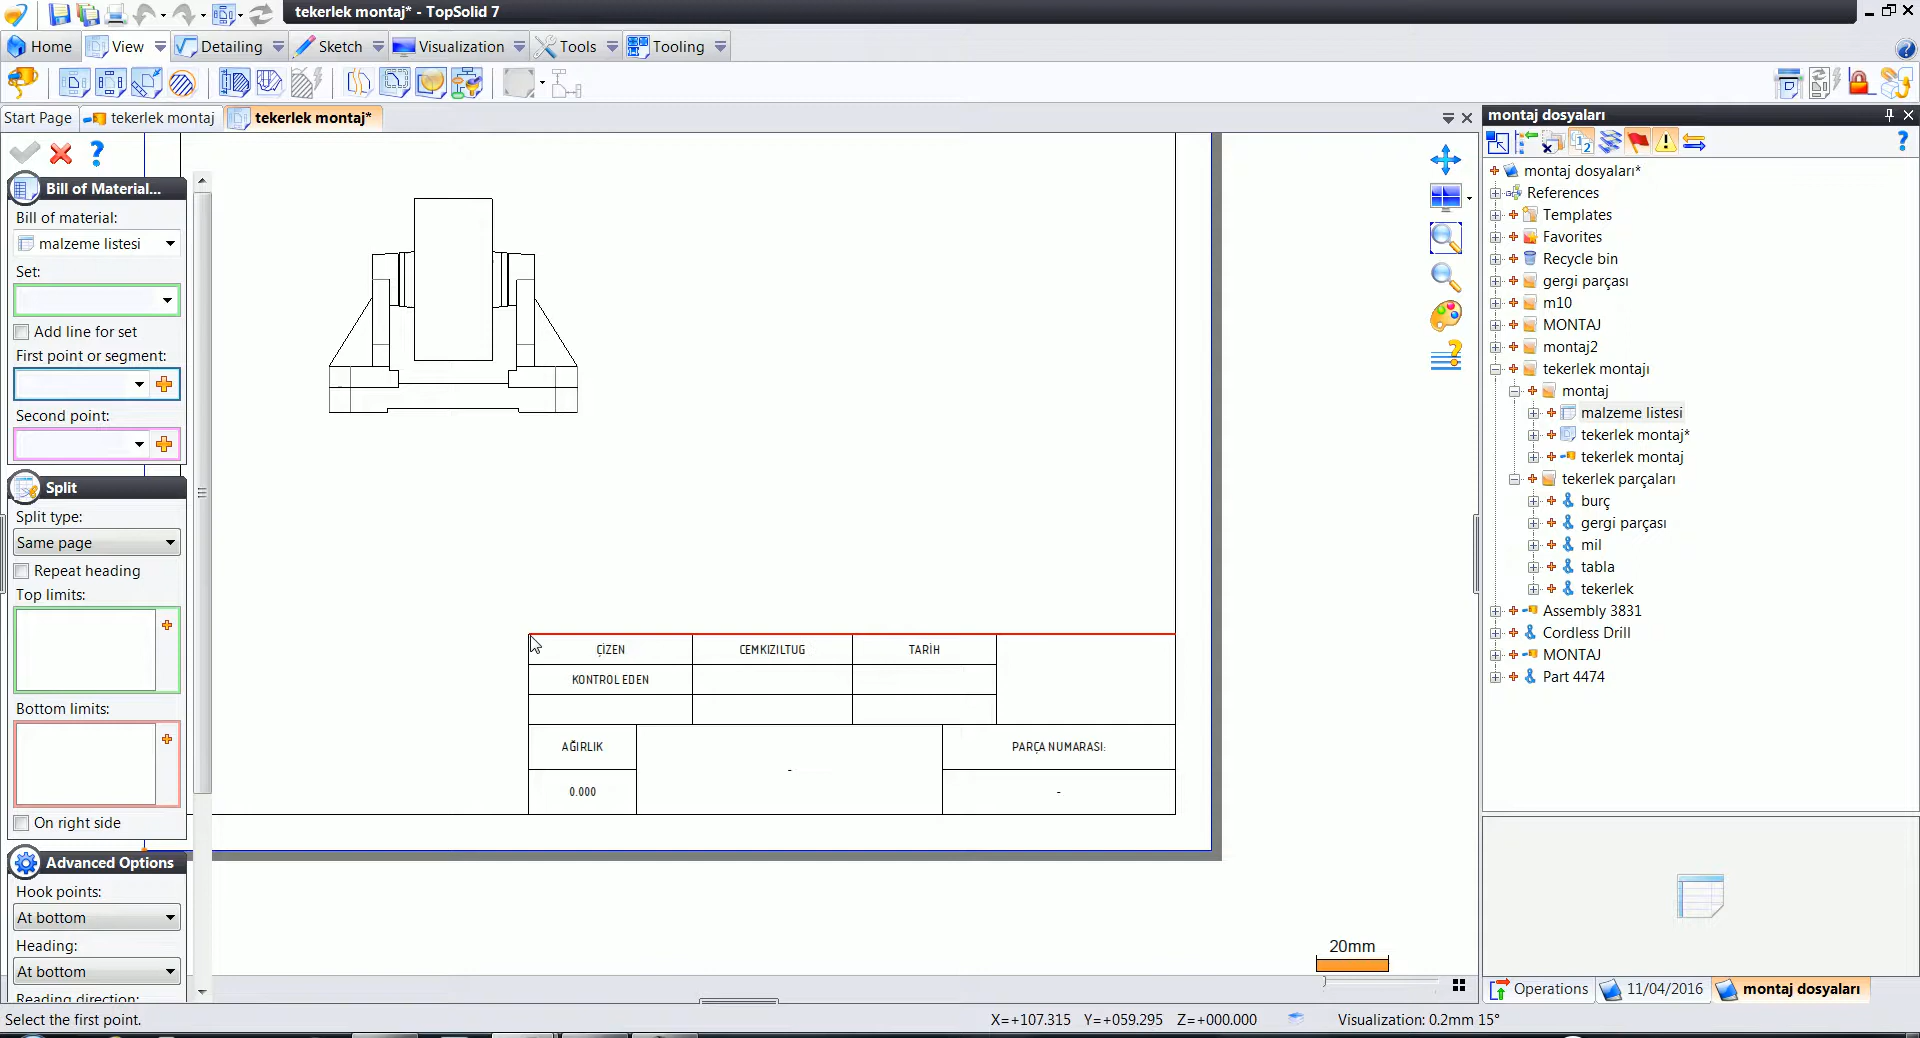 tekerlek montaj* - TopSolid 7
Home View Detailing Sketch Visualization Tools Tooling
Start Page tekerlek montaj tekerlek montaj*
Bill of Material...
Bill of material:
malzeme listesi
Set:
Add line for set
First point or segment:
Second point:
Split
Split type:
Same page
Repeat heading
Top limits:
Bottom limits:
On right side
Advanced Options
Hook points:
At bottom
Heading:
At bottom
Reading direction:
ÇİZEN CEMKIZILTUG TARİH
KONTROL EDEN
AĞIRLIK - PARÇA NUMARASI:
0.000 -
20mm
montaj dosyaları
montaj dosyaları*
References
Templates
Favorites
Recycle bin
gergi parçası
m10
MONTAJ
montaj2
tekerlek montajı
montaj
malzeme listesi
tekerlek montaj*
tekerlek montaj
tekerlek parçaları
burç
gergi parçası
mil
tabla
tekerlek
Assembly 3831
Cordless Drill
MONTAJ
Part 4474
Operations 11/04/2016 montaj dosyaları
Select the first point. X=+107.315 Y=+059.295 Z=+000.000 Visualization: 0.2mm 15°